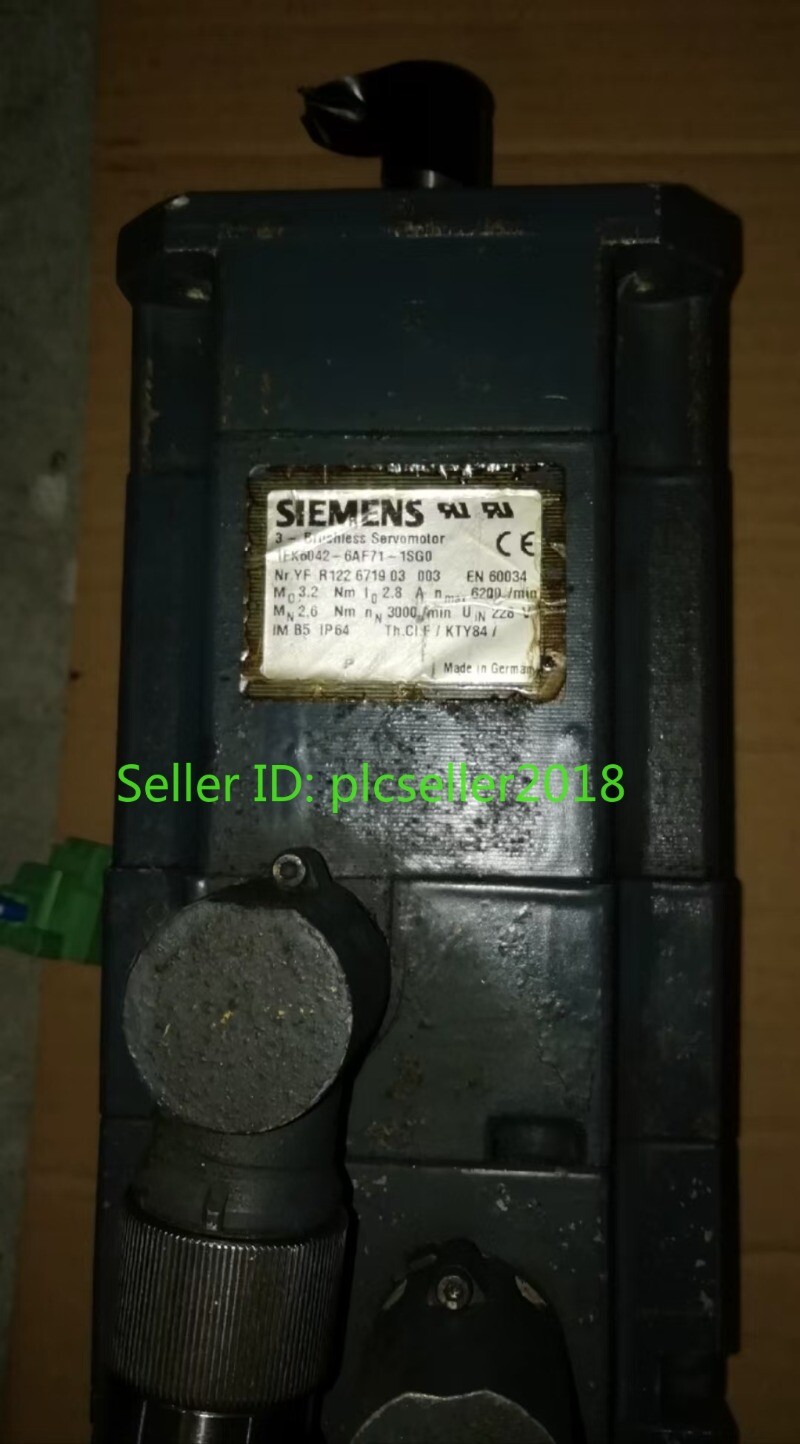 SIEMENS
3 ~ Brushless Servomotor
1FK6042-6AF71-1SG0
CE
Nr.YF R122 6719 03 003 EN 60034
M0 3.2 Nm I0 2.8 A nmax 6200 /min
MN 2.6 Nm nN 3000 /min UIN 228 V
IM B5 IP64 Th.Cl.F / KTY84 /
P
Made in German
Seller ID: plcseller2018